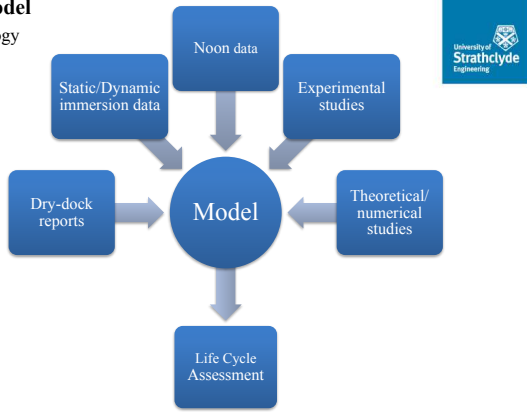 odel
ogy
Noon data
University of
Strathclyde
Engineering
Static/Dynamic
immersion data
Experimental
studies
Dry-dock
reports
Model
Theoretical/
numerical
studies
Life Cycle
Assessment